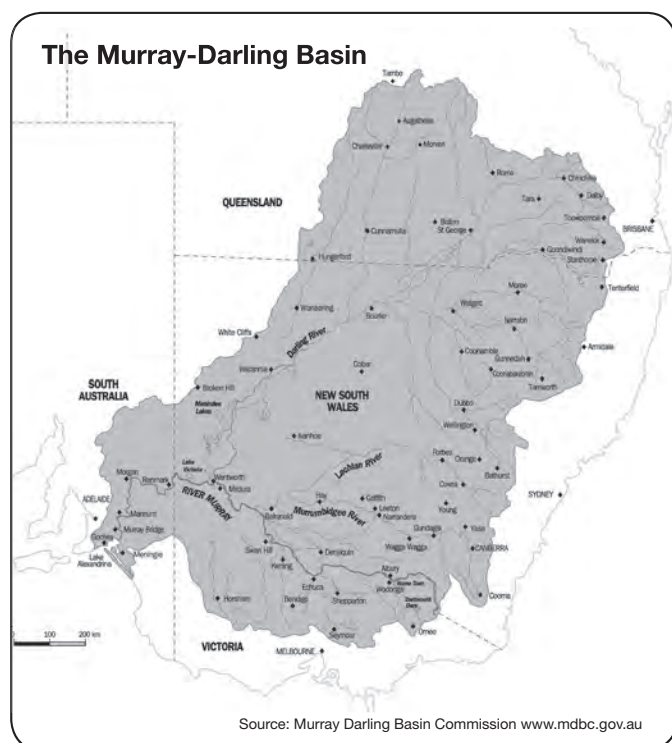 The Murray-Darling Basin
Tambo
Augathella
Charleville
Morven
Roma
Chinchilla
Dalby
Tara
Toowoomba
QUEENSLAND
Cunnamulla
Bollon
St George
BRISBANE
Warwick
Goondiwindi
Stanthorpe
Hungerford
Tenterfield
Moree
Wanaaring
Bourke
Walgett
Narrabri
White Cliffs
Darling River
Armidale
Coonamble
Gunnedah
Wilcannia
Cobar
Coonabarabran
Tamworth
SOUTH
AUSTRALIA
Broken Hill
Menindee
Lakes
NEW SOUTH
WALES
Dubbo
Wellington
Ivanhoe
Forbes
Orange
Lachlan River
Bathurst
Lake
Victoria
Morgan
Renmark
Wentworth
Mildura
Cowra
SYDNEY
ADELAIDE
RIVER MURRAY
Hay
Griffith
Leeton
Narrandera
Young
Mannum
Balranald
Murrumbidgee River
Murray Bridge
Goolwa
Gundagai
Yass
Lake
Alexandrina
Meningie
Swan Hill
Kerang
Deniliquin
Wagga Wagga
CANBERRA
Albury
Wodonga
Hume Dam
Echuca
Dartmouth
Dam
Cooma
Horsham
Bendigo
Shepparton
Omeo
Seymour
0 100 200 km
VICTORIA
MELBOURNE
Source: Murray Darling Basin Commission www.mdbc.gov.au